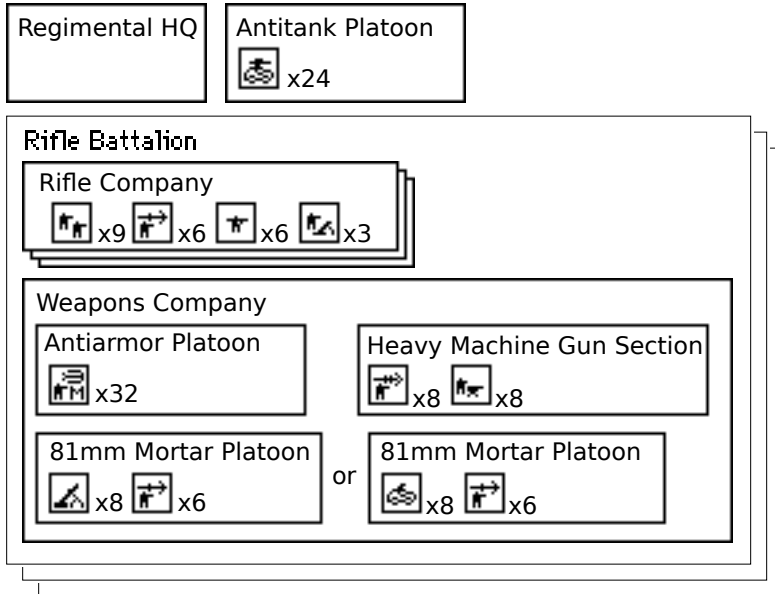 Regimental HQ
Antitank Platoon
x24
Rifle Battalion
Rifle Company
x9 x6 x6 x3
Weapons Company
Antiarmor Platoon
M x32
Heavy Machine Gun Section
x8 x8
81mm Mortar Platoon
x8 x6
or
81mm Mortar Platoon
x8 x6